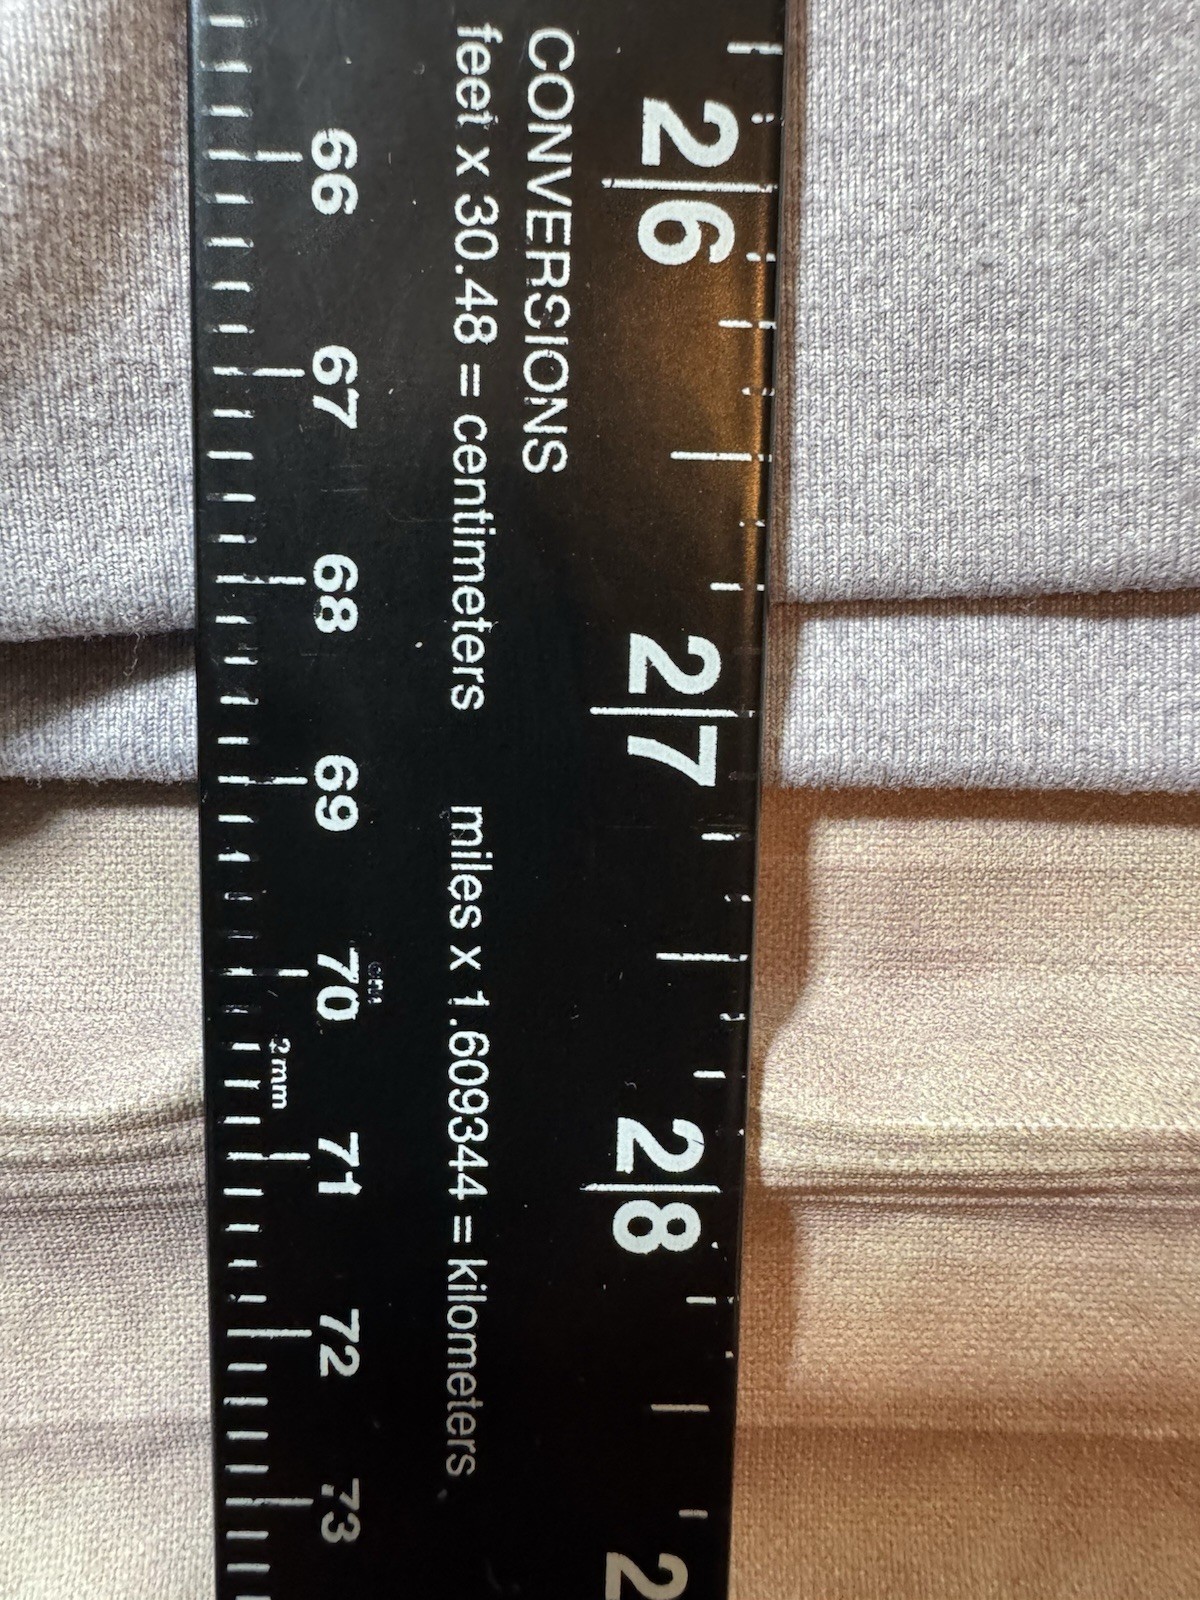 CONVERSIONS
feet x 30.48 = centimeters miles x 1.609344 = kilometers
26 27 28 2
66 67 68 69 70 71 72 73
cm
2mm